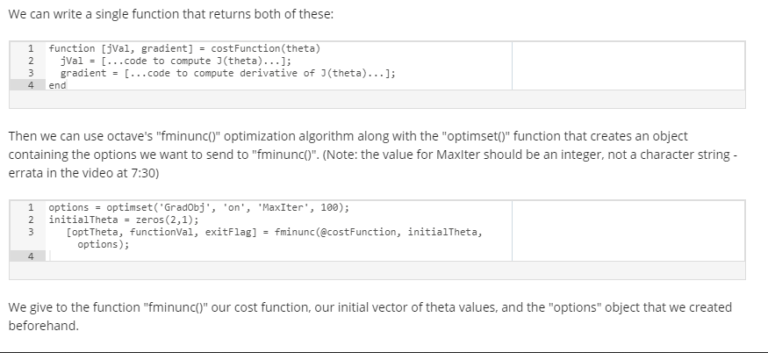 We can write a single function that returns both of these:
1 function [jVal, gradient] = costFunction(theta)
2 jVal = [...code to compute J(theta)...];
3 gradient = [...code to compute derivative of J(theta)...];
4 end
Then we can use octave's "fminunc()" optimization algorithm along with the "optimset()" function that creates an object
containing the options we want to send to "fminunc()". (Note: the value for MaxIter should be an integer, not a character string -
errata in the video at 7:30)
1 options = optimset('GradObj', 'on', 'MaxIter', 100);
2 initialTheta = zeros(2,1);
3 [optTheta, functionVal, exitFlag] = fminunc(@costFunction, initialTheta,
options);
4
We give to the function "fminunc()" our cost function, our initial vector of theta values, and the "options" object that we created
beforehand.